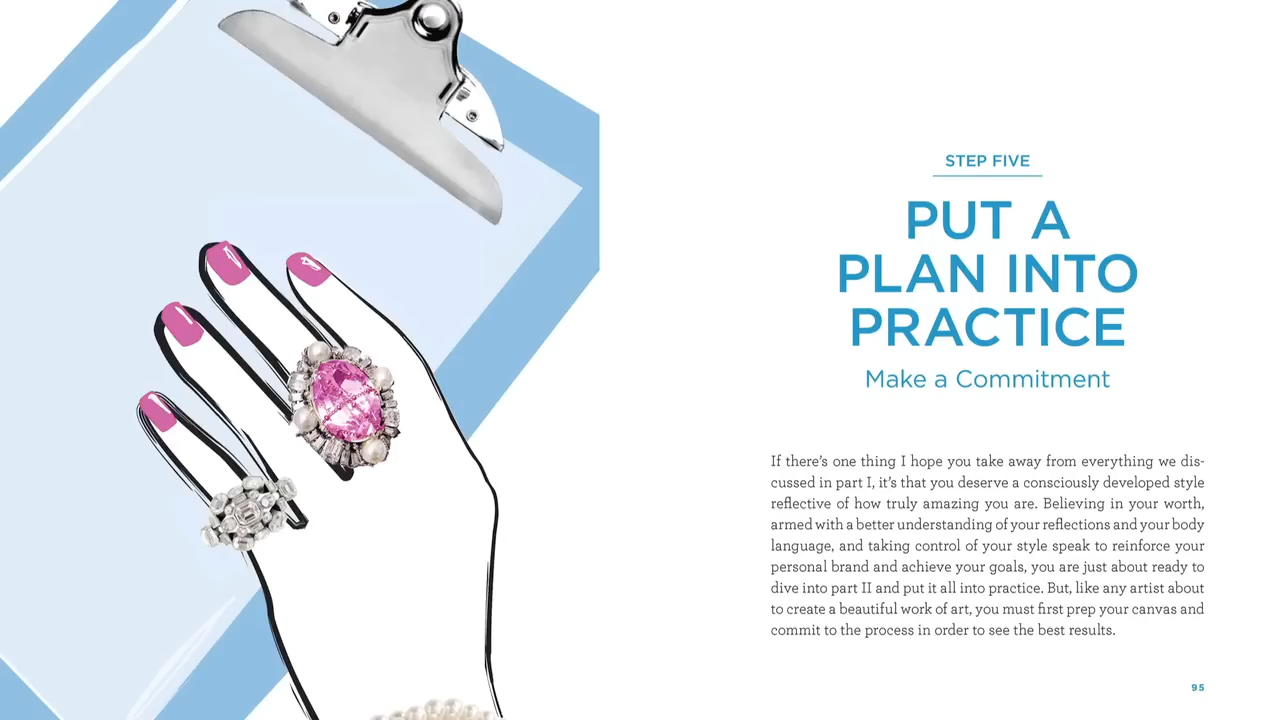 STEP FIVE
PUT A
PLAN INTO
PRACTICE
Make a Commitment
If there's one thing I hope you take away from everything we dis-
cussed in part I, it's that you deserve a consciously developed style
reflective of how truly amazing you are. Believing in your worth,
armed with a better understanding of your reflections and your body
language, and taking control of your style speak to reinforce your
personal brand and achieve your goals, you are just about ready to
dive into part II and put it all into practice. But, like any artist about
to create a beautiful work of art, you must first prep your canvas and
commit to the process in order to see the best results.
95